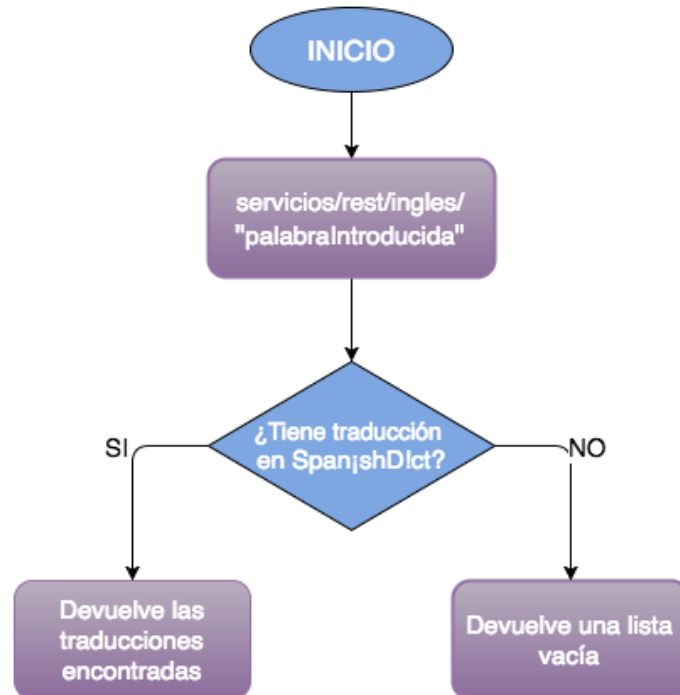 INICIO
servicios/rest/ingles/
"palabraIntroducida"
¿Tiene traducción
en Span¡shD!ct?
SI
NO
Devuelve las
traducciones
encontradas
Devuelve una lista
vacía